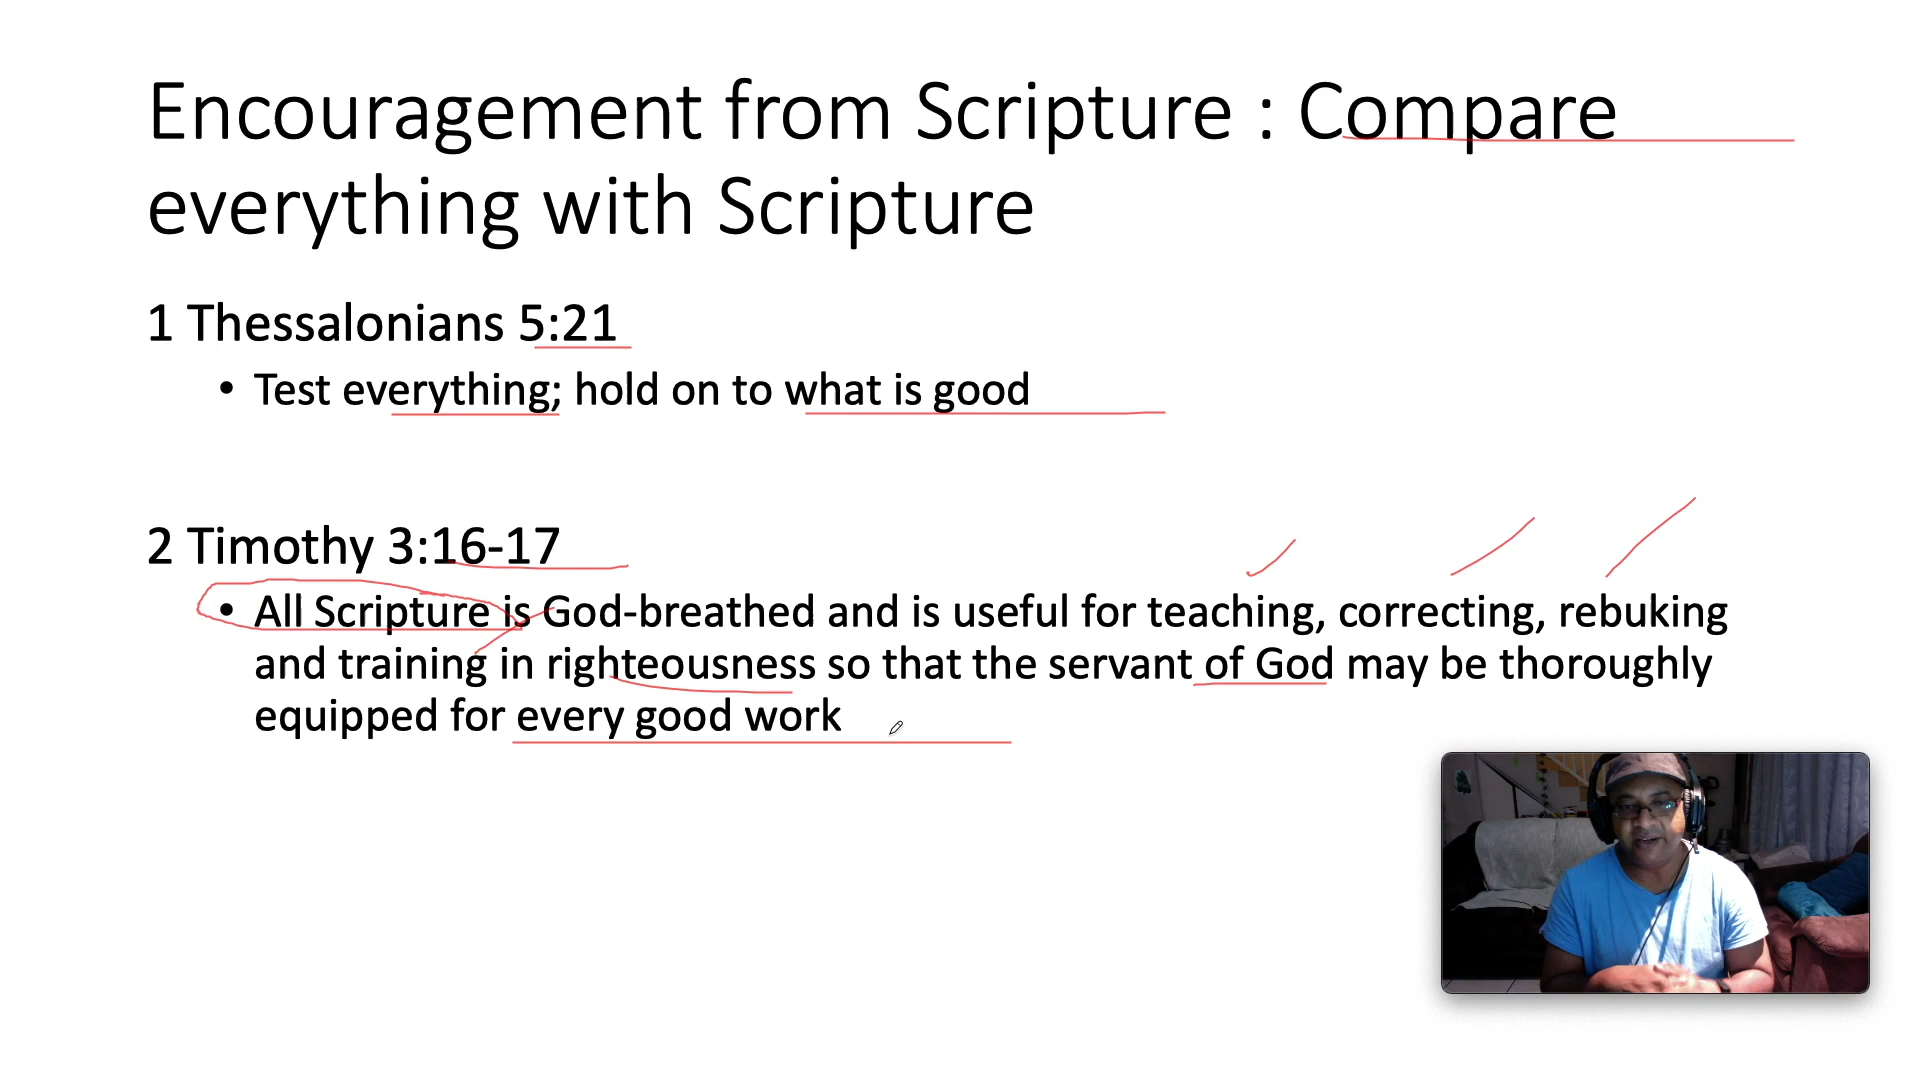 Encouragement from Scripture : Compare
everything with Scripture
1 Thessalonians 5:21
• Test everything; hold on to what is good
2 Timothy 3:16-17
• All Scripture is God-breathed and is useful for teaching, correcting, rebuking
and training in righteousness so that the servant of God may be thoroughly
equipped for every good work